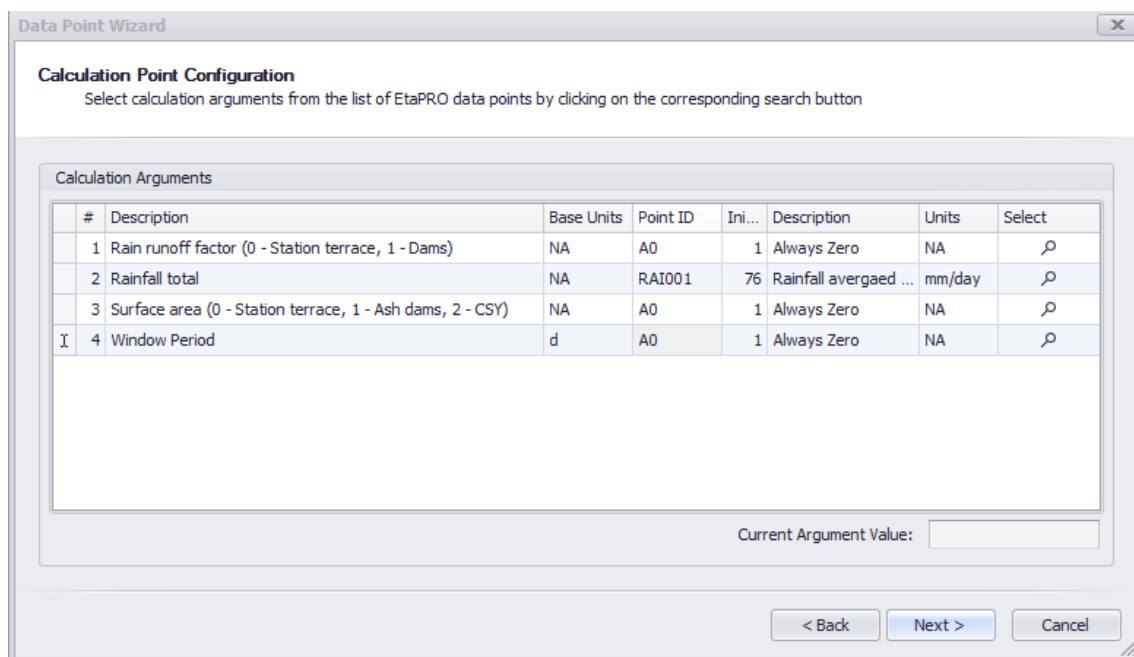 Data Point Wizard
Calculation Point Configuration
Select calculation arguments from the list of EtaPRO data points by clicking on the corresponding search button
Calculation Arguments
# Description Base Units Point ID Ini... Description Units Select
1 Rain runoff factor (0 - Station terrace, 1 - Dams) NA A0 1 Always Zero NA
2 Rainfall total NA RAI001 76 Rainfall avergaed ... mm/day
3 Surface area (0 - Station terrace, 1 - Ash dams, 2 - CSY) NA A0 1 Always Zero NA
4 Window Period d A0 1 Always Zero NA
Current Argument Value:
< Back Next > Cancel